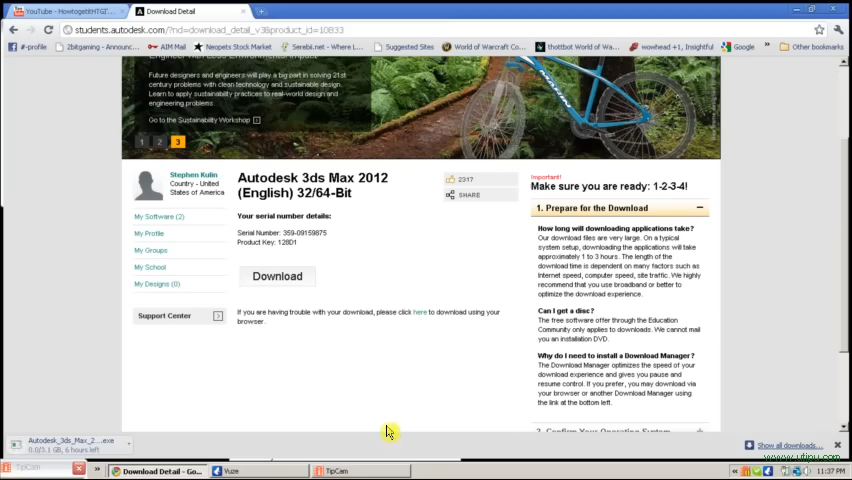 YouTube - HowtogetitHTGI
Download Detail
students.autodesk.com/?nd=download_detail_v3&product_id=10833
#-profile
2bitgaming - Announc...
AIM Mail
Neopets Market
Serebii.net - Where L...
Suggested Sites
World of Warcraft Co...
thottbot World of Wa...
wowhead +1, Insightful
Google
Other bookmarks
Future designers and engineers will play a big part in solving 21st
century problems with clean technology and sustainable design.
Learn to apply sustainability practices to real-world design and
engineering problems.
Go to the Sustainability Workshop
1 2 3
Stephen Kulin
Country - United
States of America
My Software (2)
My Profile
My Groups
My School
My Designs (0)
Support Center
Autodesk 3ds Max 2012
(English) 32/64-Bit
Your serial number details:
Serial Number: 359-09159875
Product Key: 128D1
Download
If you are having trouble with your download, please click here to download using your
browser.
2317
SHARE
Important!
Make sure you are ready: 1-2-3-4!
1. Prepare for the Download
How long will downloading applications take?
Our download files are very large. On a typical
system setup, downloading the applications will take
approximately 1 to 3 hours. The length of the
download time is dependent on many factors such as
Internet speed, computer speed, site traffic. We highly
recommend that you use broadband or better to
optimize the download experience.
Can I get a disc?
The free software offer through the Education
Community only applies to downloads. We cannot mail
you an installation DVD.
Why do I need to install a Download Manager?
The Download Manager optimizes the speed of your
download experience and gives you pause and
resume control. If you prefer, you may download via
your browser or another Download Manager using
the link at the bottom left.
2. Confirm Your Operating System
Autodesk_3ds_Max_2....exe
0.0/3.1 GB, 6 hours left
Show all downloads...
www.utipu.com
TipCam
Download Detail - Go...
Vuze
TipCam
11:37 PM